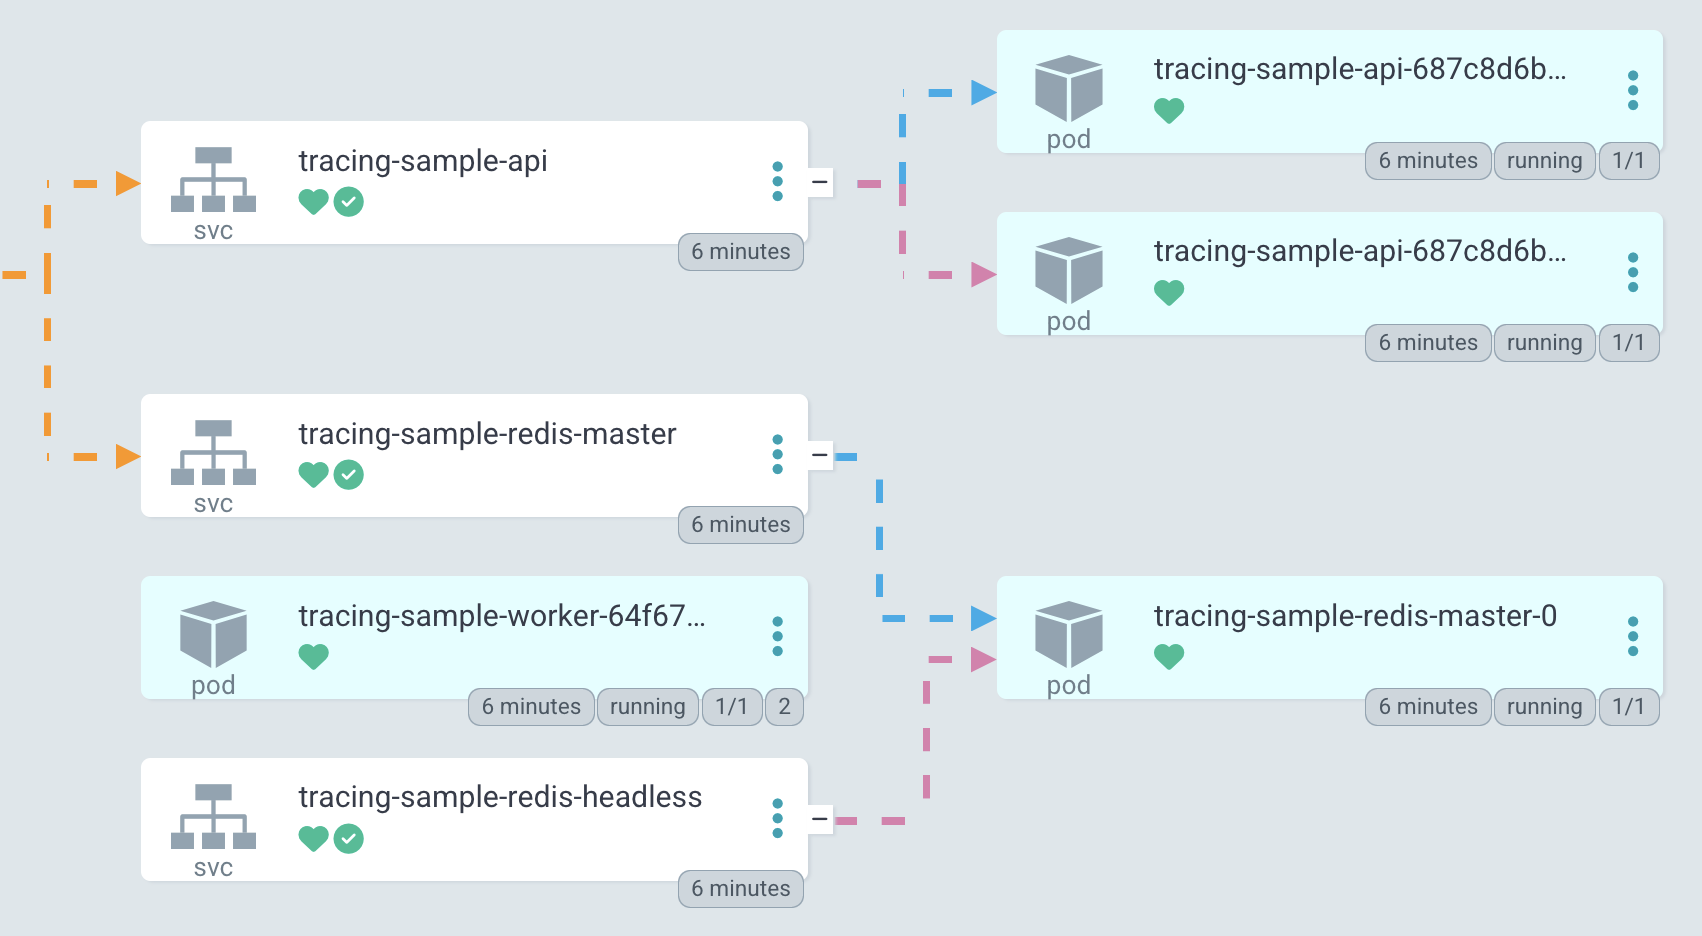 tracing-sample-api
svc
6 minutes
tracing-sample-redis-master
svc
6 minutes
tracing-sample-worker-64f67...
pod
6 minutes running 1/1 2
tracing-sample-redis-headless
svc
6 minutes
tracing-sample-api-687c8d6b...
pod
6 minutes running 1/1
tracing-sample-api-687c8d6b...
pod
6 minutes running 1/1
tracing-sample-redis-master-0
pod
6 minutes running 1/1